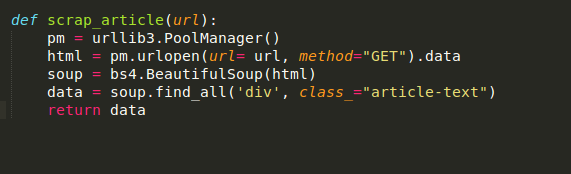 def scrap_article(url):
    pm = urllib3.PoolManager()
    html = pm.urlopen(url= url, method="GET").data
    soup = bs4.BeautifulSoup(html)
    data = soup.find_all('div', class_="article-text")
    return data